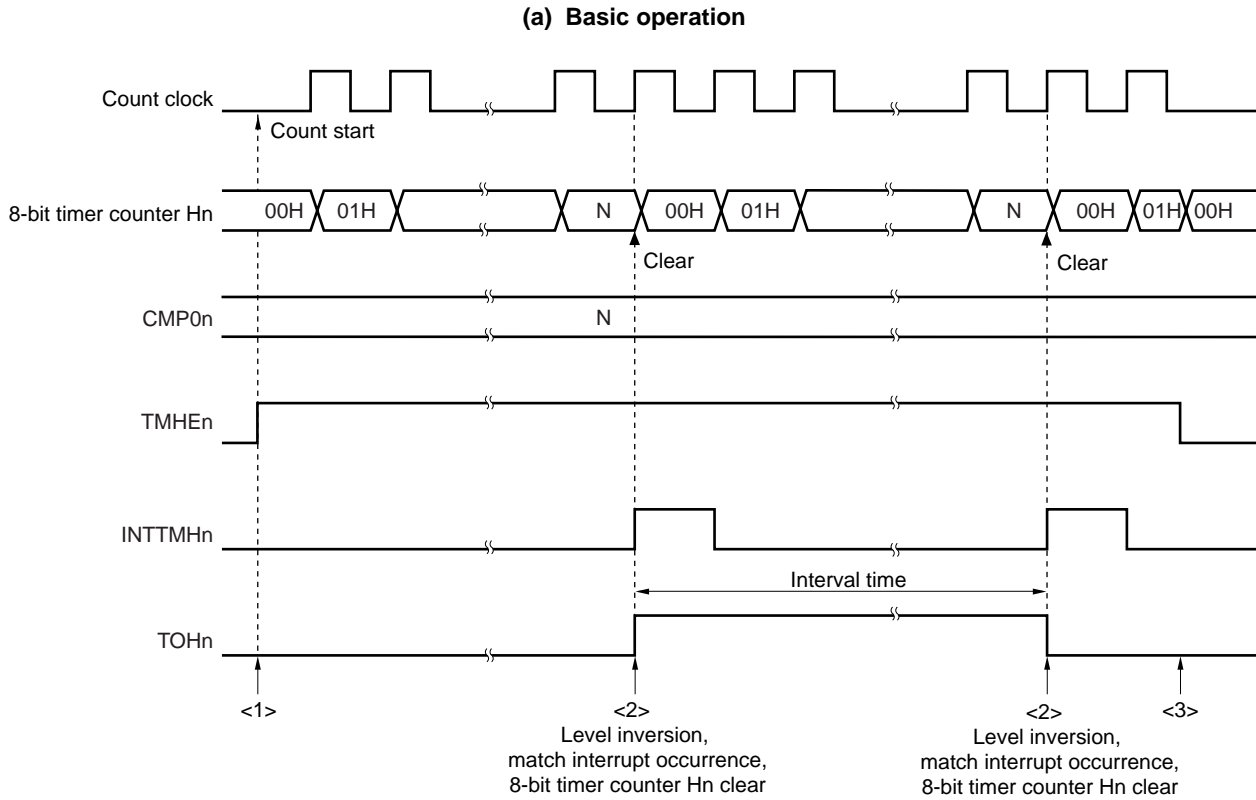 (a) Basic operation
Count clock
Count start
8-bit timer counter Hn
00H 01H N 00H 01H N 00H 01H 00H
Clear Clear
CMP0n N
TMHEn
INTTMHn
Interval time
TOHn
<1> <2> <2> <3>
Level inversion, Level inversion,
match interrupt occurrence, match interrupt occurrence,
8-bit timer counter Hn clear 8-bit timer counter Hn clear